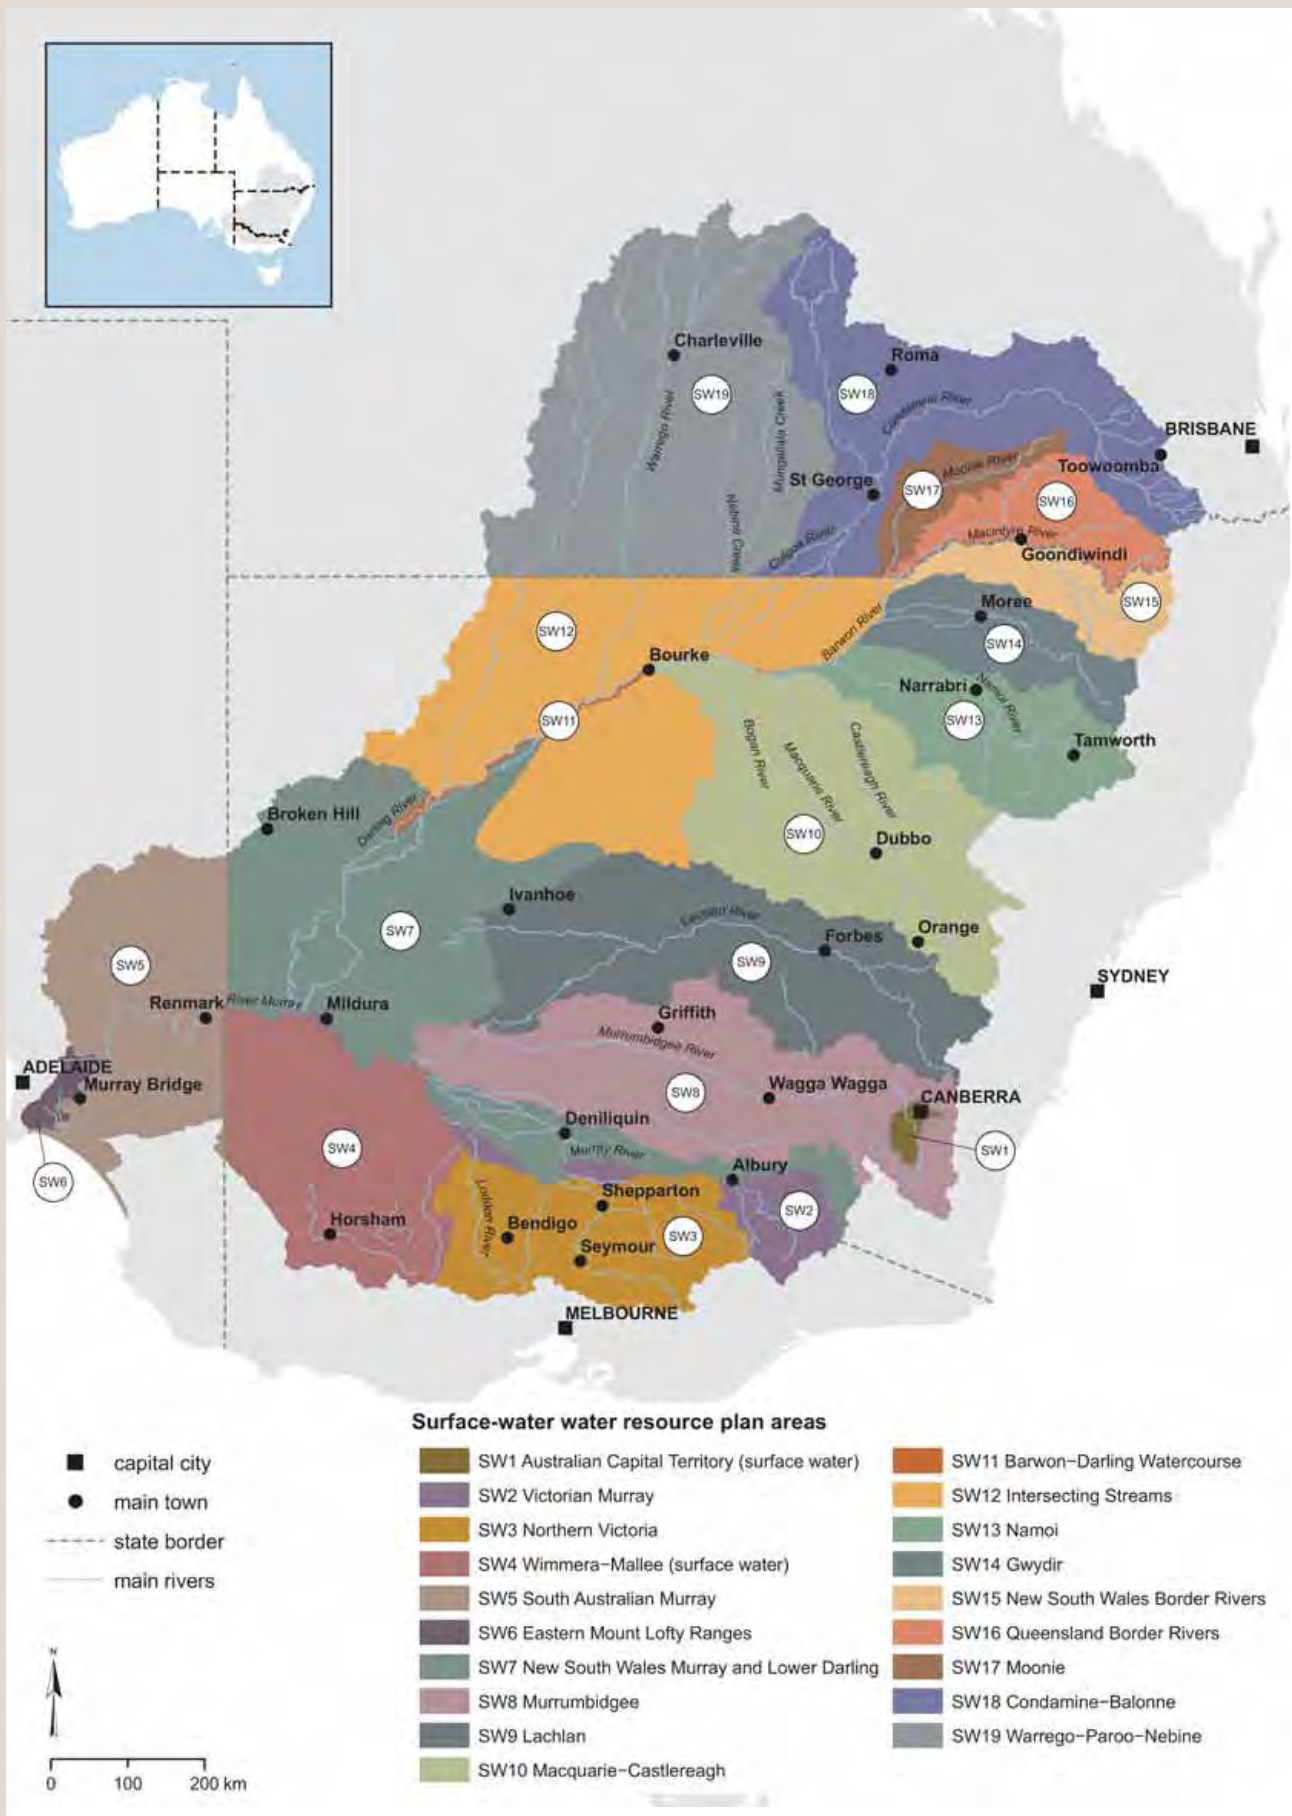 Charleville
Roma
SW19
SW18
Warrego River
Mungallala Creek
Condamine River
BRISBANE
Toowoomba
Moonie River
St George
SW17
SW16
Nebine Creek
Culgoa River
Macintyre River
Goondiwindi
SW15
SW12
Moree
Barwon River
SW14
Bourke
Narrabri
Namoi River
SW11
SW13
Tamworth
Bogan River
Macquarie River
Castlereagh River
Broken Hill
Darling River
SW10
Dubbo
Ivanhoe
Lachlan River
SW7
Forbes
Orange
SW5
SW9
SYDNEY
Renmark
River Murray
Mildura
Griffith
Murrumbidgee River
ADELAIDE
Murray Bridge
SW8
Wagga Wagga
CANBERRA
Deniliquin
SW4
Murray River
SW1
SW6
Albury
Shepparton
SW2
Loddon River
Horsham
Bendigo
SW3
Seymour
MELBOURNE
Surface-water water resource plan areas
capital city
main town
state border
main rivers
SW1 Australian Capital Territory (surface water)
SW2 Victorian Murray
SW3 Northern Victoria
SW4 Wimmera–Mallee (surface water)
SW5 South Australian Murray
SW6 Eastern Mount Lofty Ranges
SW7 New South Wales Murray and Lower Darling
SW8 Murrumbidgee
SW9 Lachlan
SW10 Macquarie–Castlereagh
SW11 Barwon–Darling Watercourse
SW12 Intersecting Streams
SW13 Namoi
SW14 Gwydir
SW15 New South Wales Border Rivers
SW16 Queensland Border Rivers
SW17 Moonie
SW18 Condamine–Balonne
SW19 Warrego–Paroo–Nebine
N
0 100 200 km